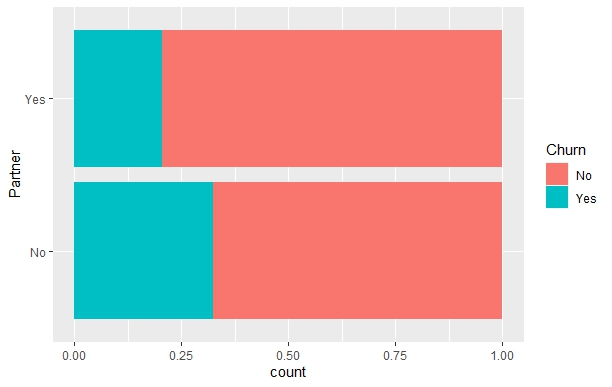 Yes
No
Partner
0.00 0.25 0.50 0.75 1.00
count
Churn
No
Yes